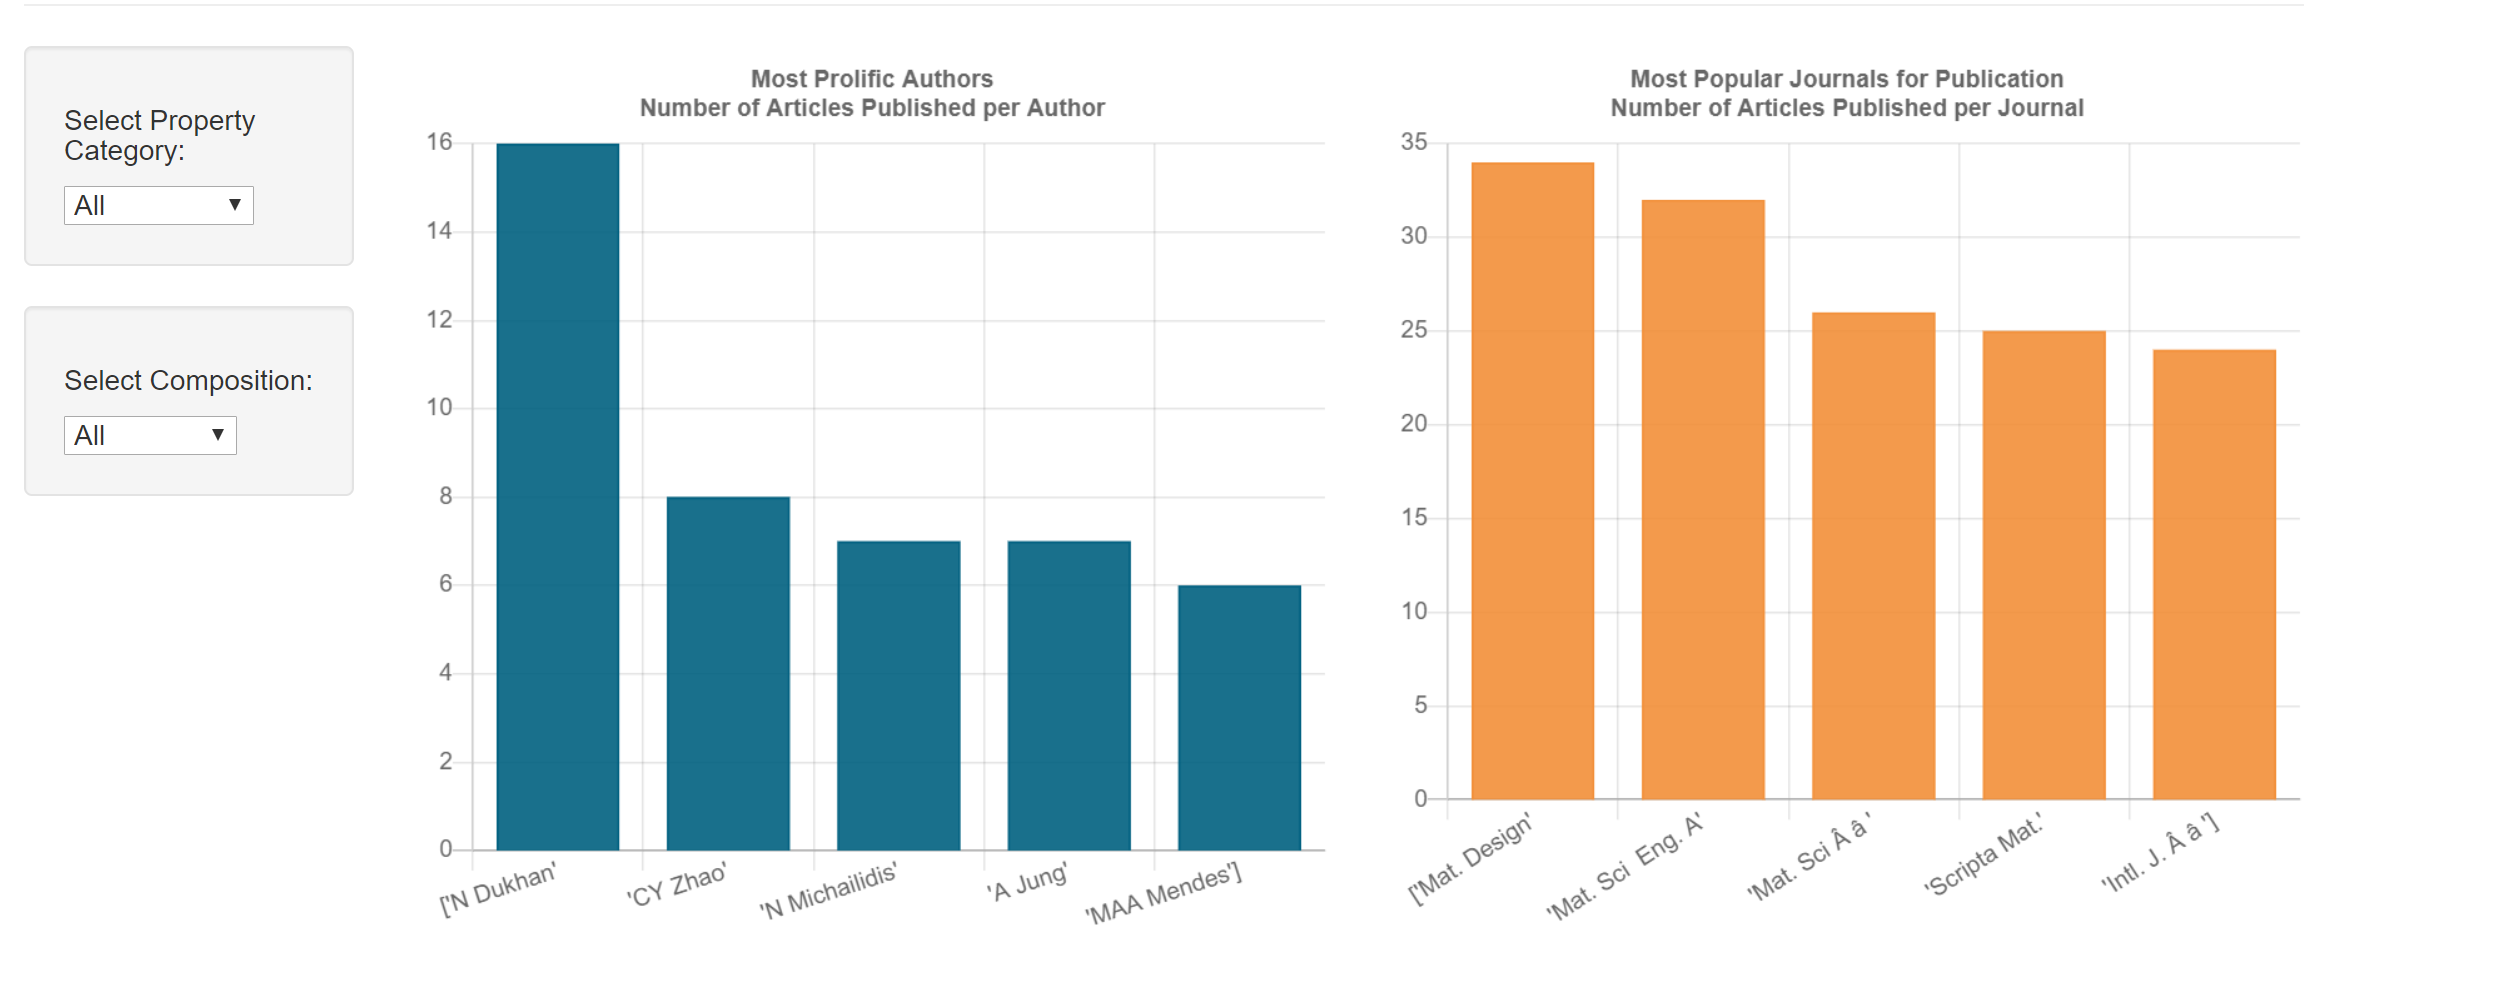 Select Property
Category:
All
Select Composition:
All
Most Prolific Authors
Number of Articles Published per Author
16
14
12
10
8
6
4
2
0
['N Dukhan'
'CY Zhao'
'N Michailidis'
'A Jung'
'MAA Mendes']
Most Popular Journals for Publication
Number of Articles Published per Journal
35
30
25
20
15
10
5
0
['Mat. Design'
'Mat. Sci  Eng. A'
'Mat. Sci Â â '
'Scripta Mat.'
'Intl. J. Â â ']